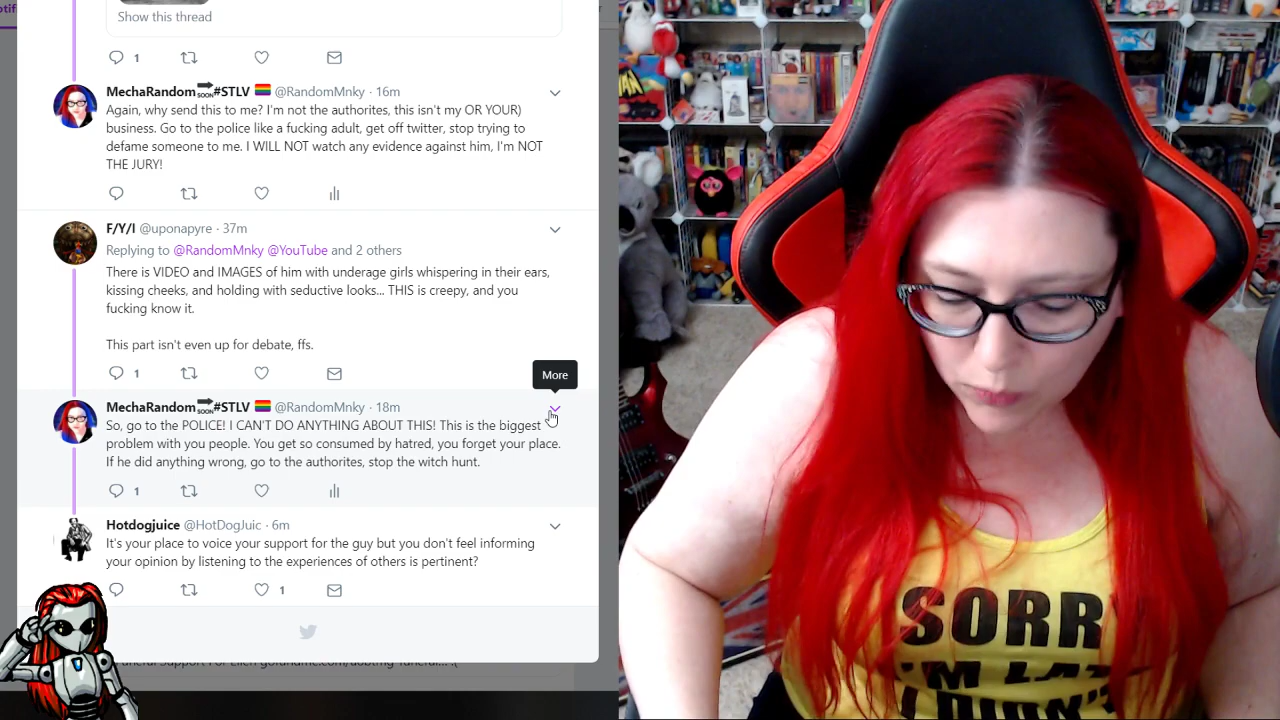 Show this thread
1
MechaRandom SOON #STLV @RandomMnky · 16m
Again, why send this to me? I'm not the authorites, this isn't my OR YOUR)
business. Go to the police like a fucking adult, get off twitter, stop trying to
defame someone to me. I WILL NOT watch any evidence against him, I'm NOT
THE JURY!
F/Y/I @uponapyre · 37m
Replying to @RandomMnky @YouTube and 2 others
There is VIDEO and IMAGES of him with underage girls whispering in their ears,
kissing cheeks, and holding with seductive looks... THIS is creepy, and you
fucking know it.
This part isn't even up for debate, ffs.
1
More
MechaRandom SOON #STLV @RandomMnky · 18m
So, go to the POLICE! I CAN'T DO ANYTHING ABOUT THIS! This is the biggest
problem with you people. You get so consumed by hatred, you forget your place.
If he did anything wrong, go to the authorites, stop the witch hunt.
1
Hotdogjuice @HotDogJuic · 6m
It's your place to voice your support for the guy but you don't feel informing
your opinion by listening to the experiences of others is pertinent?
1
SORR
I'M LAT
I DIDN'T